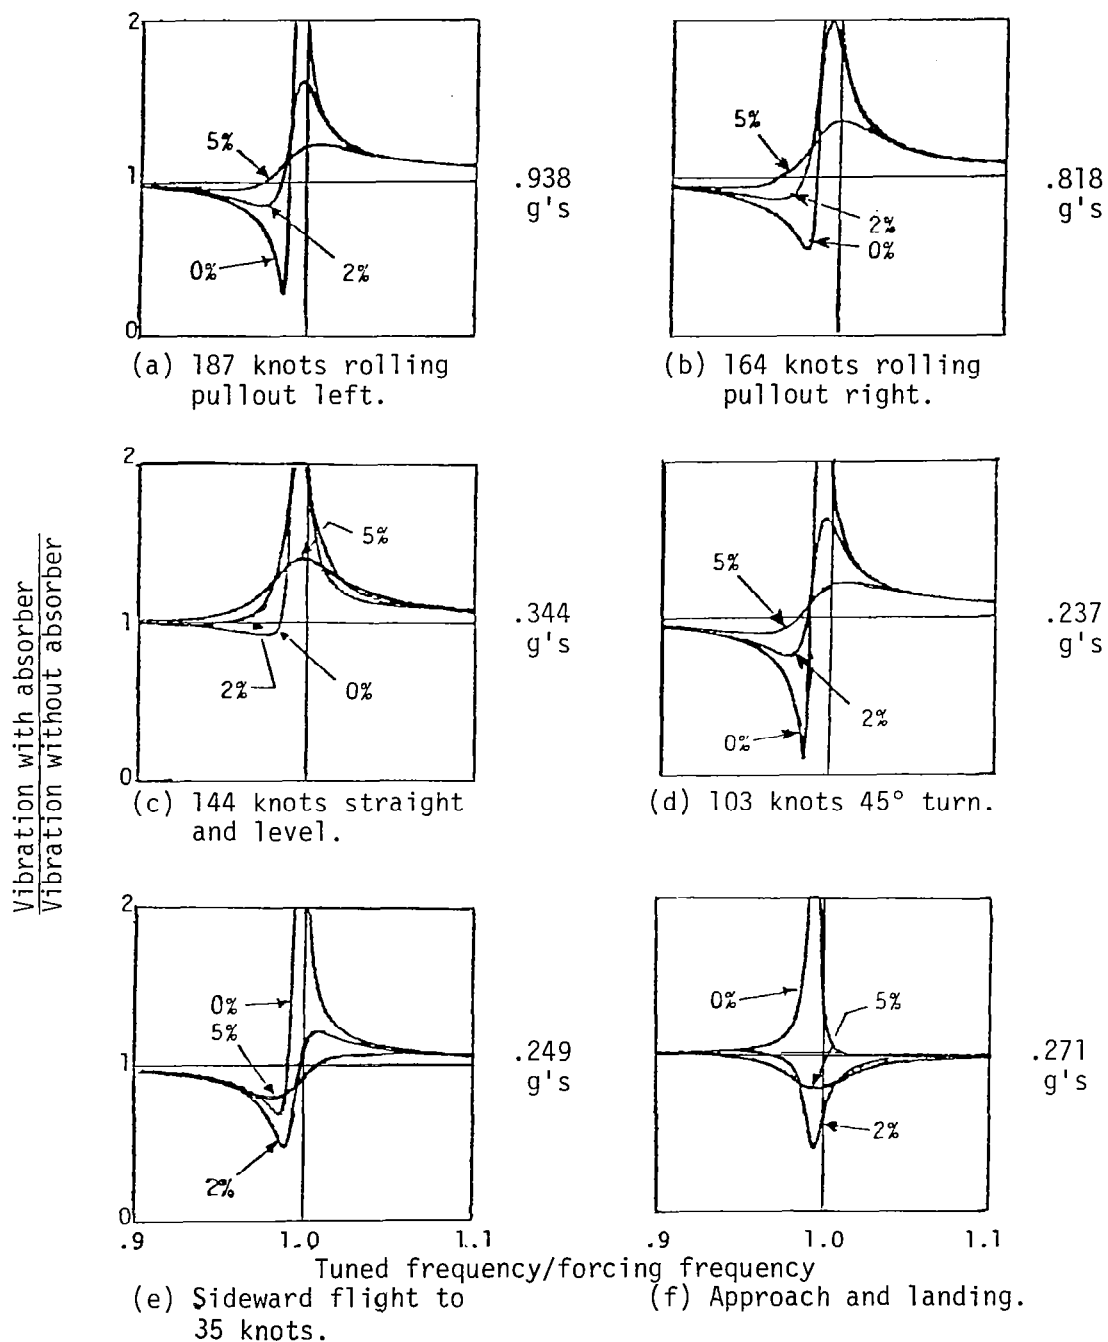 2
1
0
5%
0%
2%
.938
g's
(a) 187 knots rolling
pullout left.
5%
2%
0%
.818
g's
(b) 164 knots rolling
pullout right.
2
1
0
5%
2%
0%
.344
g's
(c) 144 knots straight
and level.
5%
2%
0%
.237
g's
(d) 103 knots 45° turn.
Vibration with absorber
Vibration without absorber
2
1
0
0%
5%
2%
.249
g's
.9
1.0
1.1
0%
5%
2%
.271
g's
.9
1.0
1.1
Tuned frequency/forcing frequency
(e) Sideward flight to
35 knots.
(f) Approach and landing.